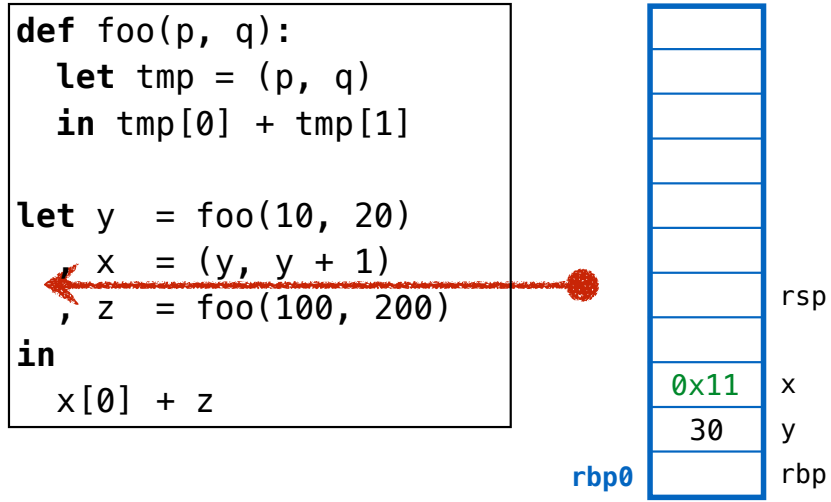 def foo(p, q):
  let tmp = (p, q)
  in tmp[0] + tmp[1]

let y  = foo(10, 20)
  , x  = (y, y + 1)
  , z  = foo(100, 200)
in
  x[0] + z
rsp
0x11 x
30 y
rbp0 rbp